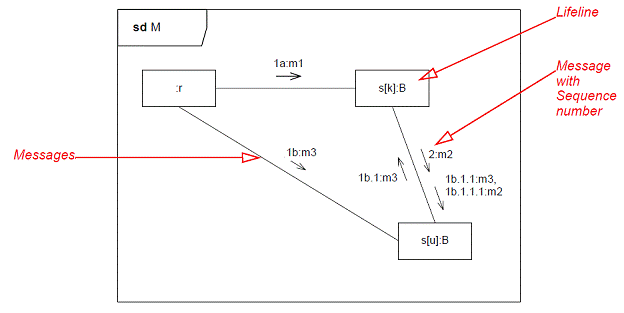 Lifeline
sd M
1a:m1
Message
with
Sequence
number
:r
s[k]:B
Messages
1b:m3
2:m2
1b.1:m3
1b.1.1:m3,
1b.1.1.1:m2
s[u]:B